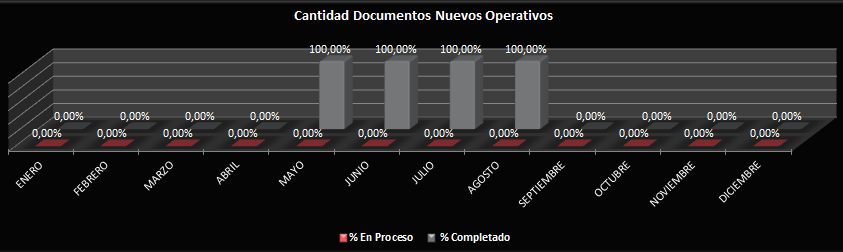 Cantidad Documentos Nuevos Operativos
100,00% 100,00% 100,00% 100,00%
0,00% 0,00% 0,00% 0,00% 0,00% 0,00% 0,00% 0,00%
0,00% 0,00% 0,00% 0,00% 0,00% 0,00% 0,00% 0,00% 0,00% 0,00% 0,00% 0,00%
ENERO FEBRERO MARZO ABRIL MAYO JUNIO JULIO AGOSTO SEPTIEMBRE OCTUBRE NOVIEMBRE DICIEMBRE
% En Proceso % Completado